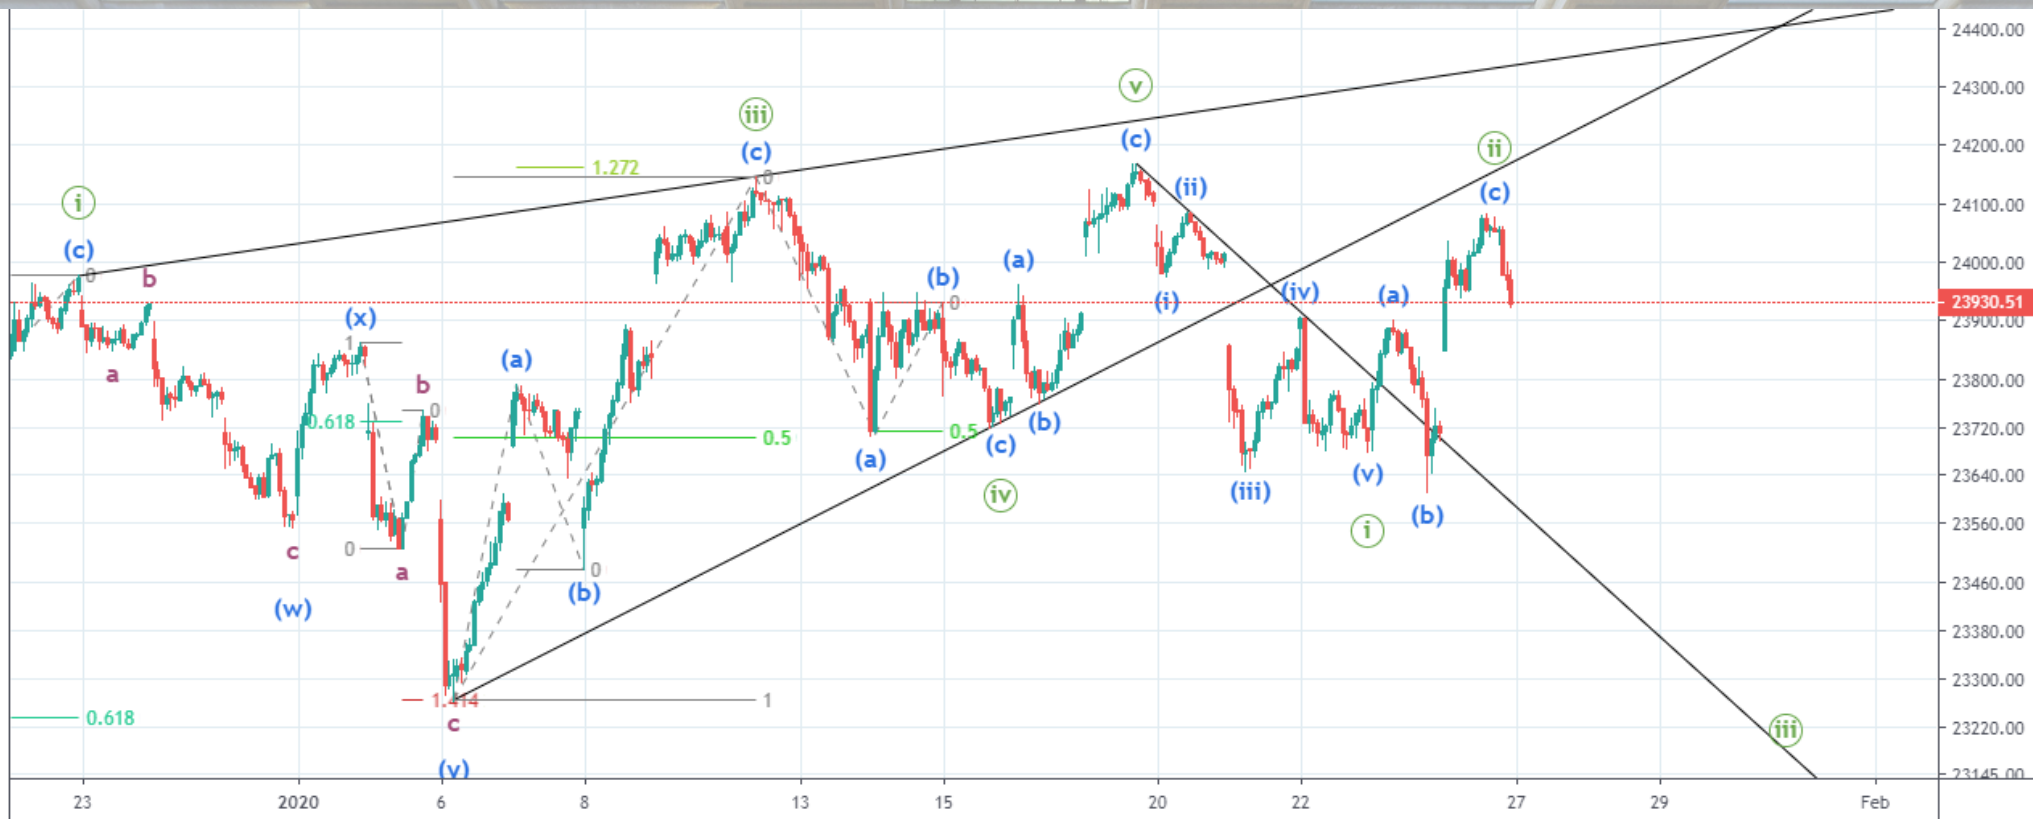 24400.00
24300.00
v
iii
24200.00
(c)
ii
(c)
1.272
0
i
(ii)
(c)
24100.00
(c)
(a)
24000.00
0
b
(b)
0
(i)
(iv)
(a)
23930.51
(x)
23900.00
1
(a)
a
b
23800.00
0
0.618
0.5
0.5
(b)
23720.00
(c)
(a)
(v)
23640.00
iv
(iii)
(b)
23560.00
c
0
i
a
0
(b)
23460.00
(w)
23380.00
23300.00
1.414
1
0.618
c
23220.00
iii
(y)
23145.00
23
2020
6
8
13
15
20
22
27
29
Feb